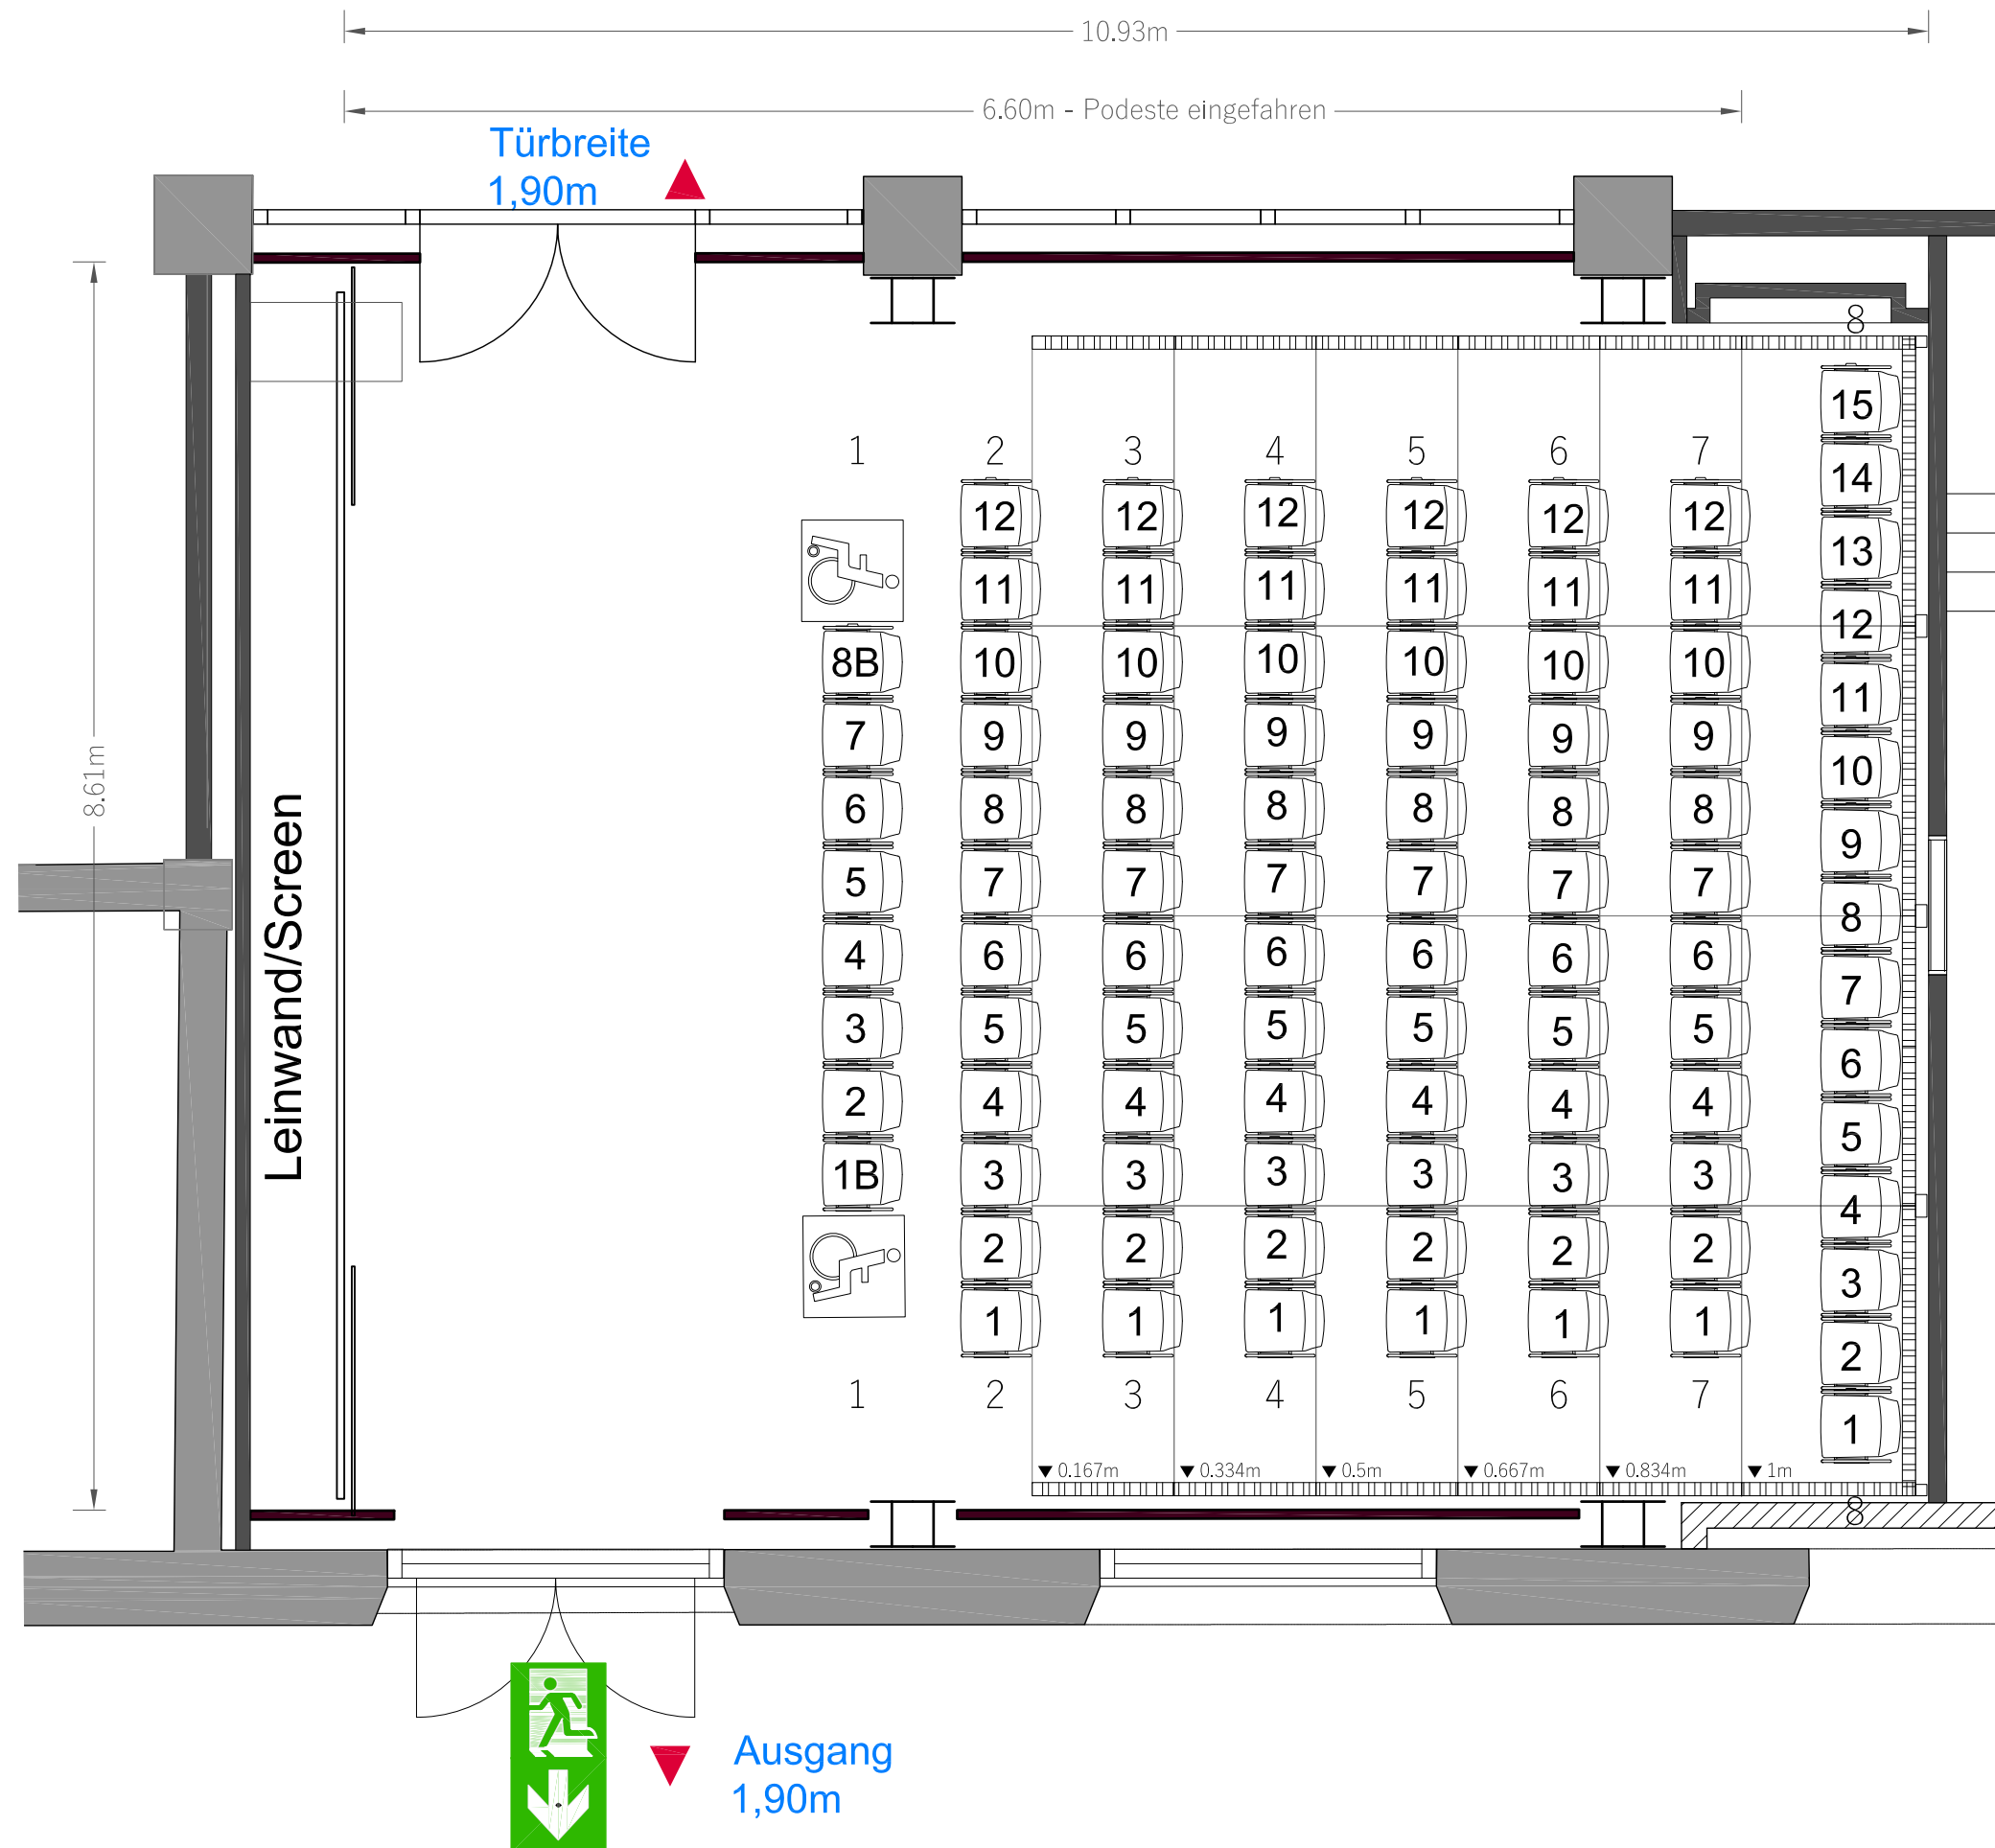 10.93m
6.60m - Podeste eingefahren
Türbreite
1,90m
8
1 2 3 4 5 6 7
15
14
13
12
11
10
9
8
7
6
5
4
3
2
1
12 12 12 12 12 12
11 11 11 11 11 11
8B 10 10 10 10 10 10
7 9 9 9 9 9 9
6 8 8 8 8 8 8
5 7 7 7 7 7 7
4 6 6 6 6 6 6
3 5 5 5 5 5 5
2 4 4 4 4 4 4
1B 3 3 3 3 3 3
2 2 2 2 2 2
1 1 1 1 1 1
8.61m
Leinwand/Screen
1 2 3 4 5 6 7
0.167m 0.334m 0.5m 0.667m 0.834m 1m
8
Ausgang
1,90m